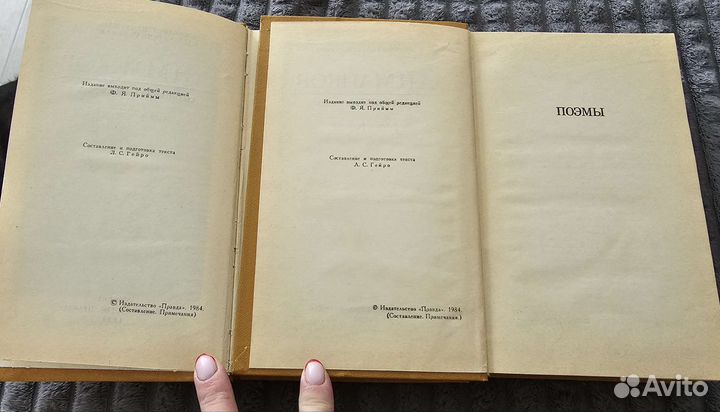 Издание выходит под общей редакцией
Ф. Я. Приймы
Составление и подготовка текста
Л. С. Гейро
© Издательство «Правда». 1984.
(Составление. Примечания)
Издание выходит под общей редакцией
Ф. Я. Приймы
Составление и подготовка текста
Л. С. Гейро
© Издательство «Правда». 1984.
(Составление. Примечания.)
ПОЭМЫ
Avito